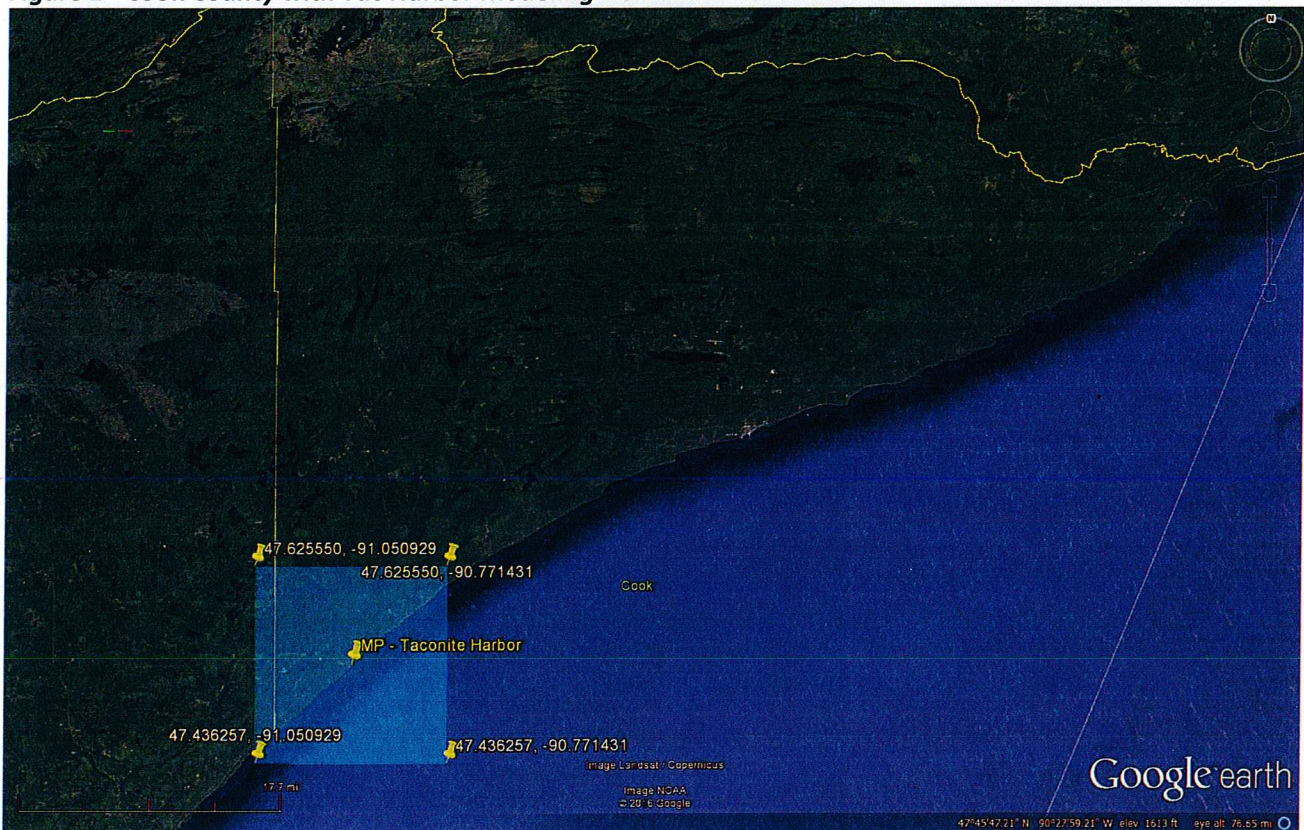 N
47.625550, -91.050929
47.625550, -90.771431
Cook
MP - Taconite Harbor
47.436257, -91.050929
47.436257, -90.771431
Image Landsat / Copernicus
17.7 mi
Image NOAA
© 2016 Google
Google earth
47°45'47.21" N 90°27'59.21" W elev 1613 ft eye alt 76.65 mi